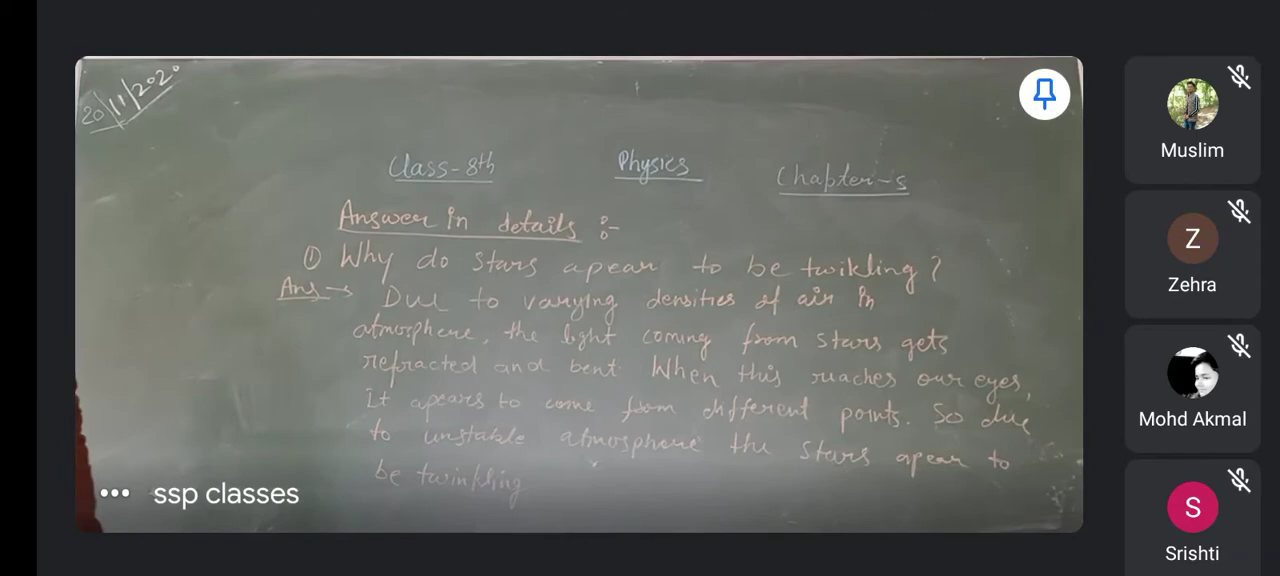 20/11/2020
Class-8th Physics Chapter-5
Answer in details :-
① Why do stars apear to be twikling ?
Ans→ Due to varying densities of air in
atmosphere, the light coming from stars gets
refracted and bent. When this reaches our eyes,
It apears to come from different points. So due
to unstable atmosphere the stars apear to
be twinkling
ssp classes
Muslim
Z
Zehra
Mohd Akmal
S
Srishti